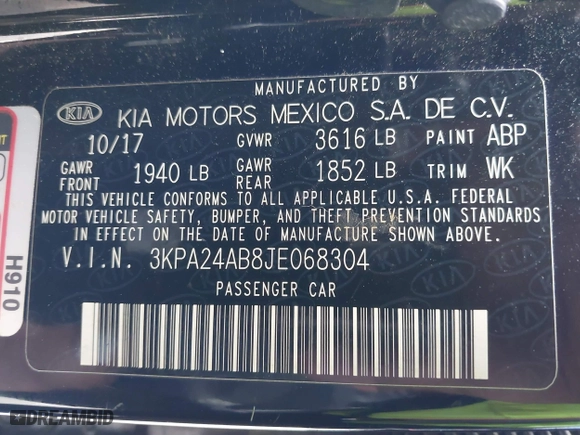 MANUFACTURED BY
KIA KIA MOTORS MEXICO S.A. DE C.V.
10/17 GVWR 3616 LB PAINT ABP
GAWR FRONT 1940 LB GAWR REAR 1852 LB TRIM WK
THIS VEHICLE CONFORMS TO ALL APPLICABLE U.S.A. FEDERAL
MOTOR VEHICLE SAFETY, BUMPER, AND THEFT PREVENTION STANDARDS
IN EFFECT ON THE DATE OF MANUFACTURE SHOWN ABOVE.
V.I.N. 3KPA24AB8JE068304
PASSENGER CAR
H910
DREAMBID